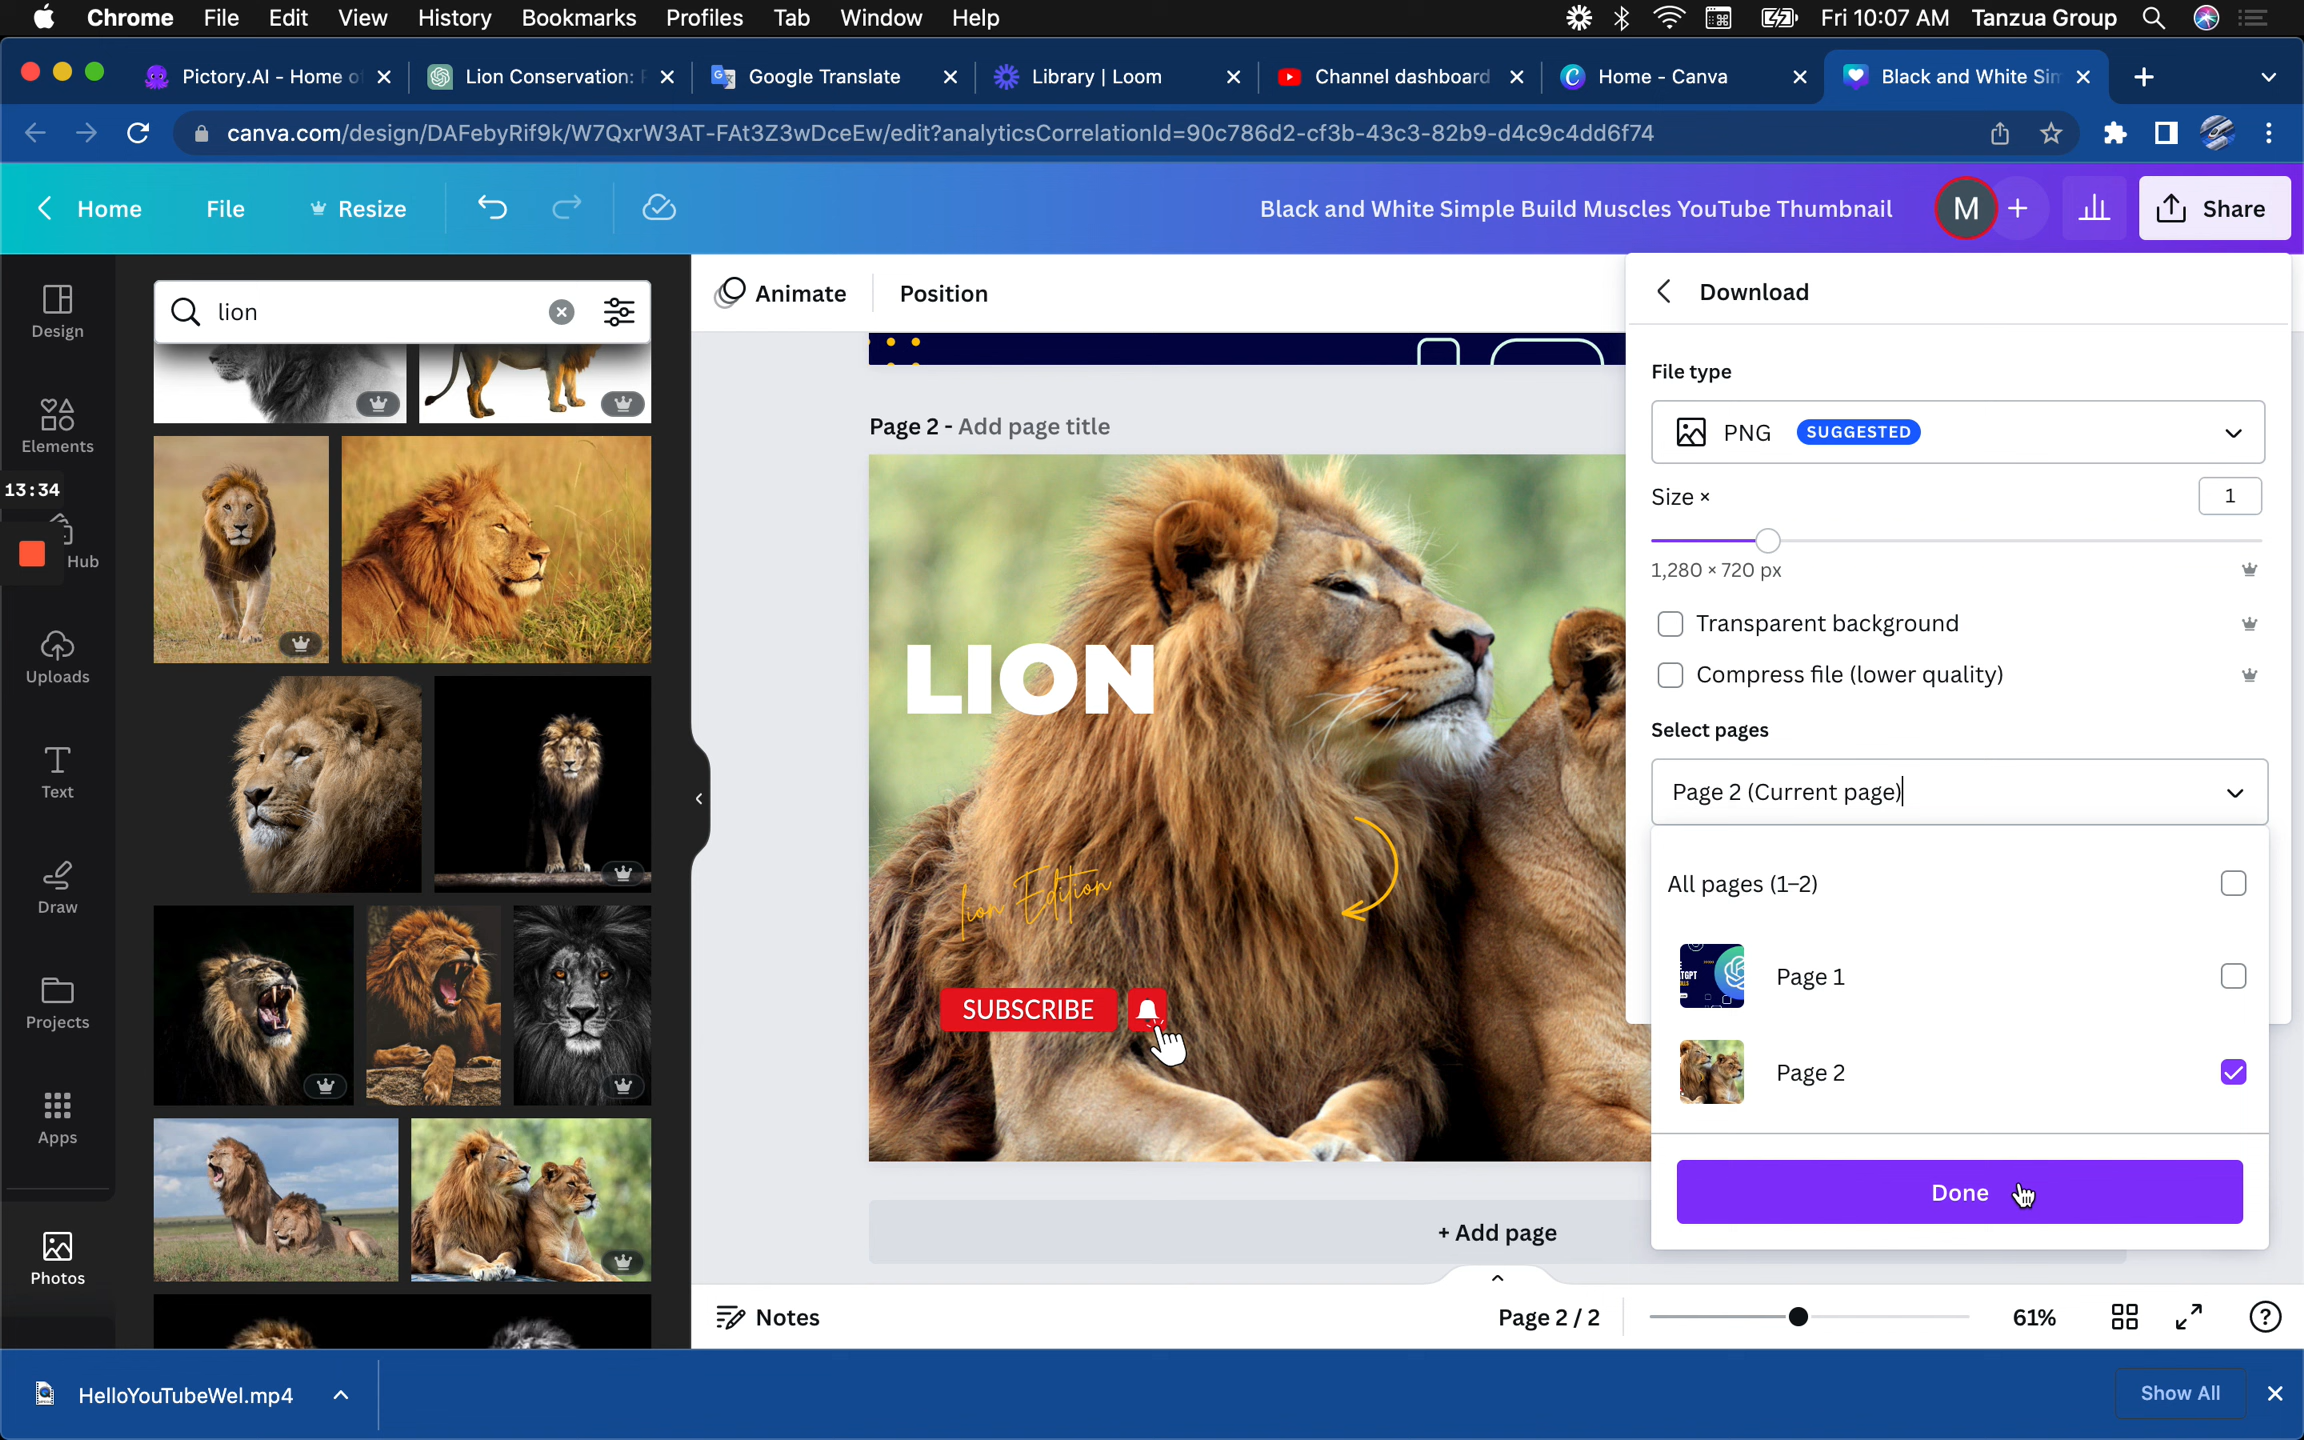 Chrome File Edit View History Bookmarks Profiles Tab Window Help Fri 10:07 AM Tanzua Group
Pictory.AI - Home of Lion Conservation: Google Translate Library | Loom Channel dashboard Home - Canva Black and White Sim
canva.com/design/DAFebyRif9k/W7QxrW3AT-FAt3Z3wDceEw/edit?analyticsCorrelationId=90c786d2-cf3b-43c3-82b9-d4c9c4dd6f74
Home File Resize Black and White Simple Build Muscles YouTube Thumbnail M + Share
Design
Elements
13:34
Hub
Uploads
Text
Draw
Projects
Apps
Photos
lion
Animate Position
Page 2 - Add page title
LION
lion Edition
SUBSCRIBE
+ Add page
Download
File type
PNG SUGGESTED
Size × 1
1,280 × 720 px
Transparent background
Compress file (lower quality)
Select pages
Page 2 (Current page)
All pages (1–2)
TGPT
Page 1
Page 2
Done
Notes Page 2 / 2 61% ?
HelloYouTubeWel.mp4 Show All